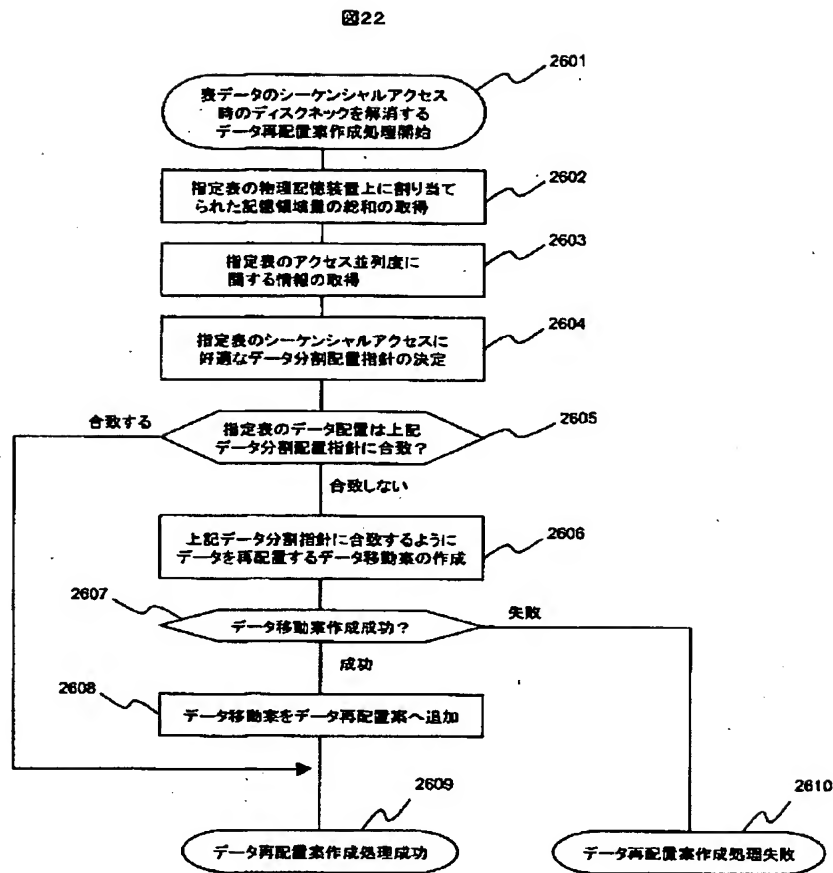 図22
2601
表データのシーケンシャルアクセス
時のディスクネックを解消する
データ再配置案作成処理開始
2602
指定表の物理記憶装置上に割り当て
られた記憶領域量の総和の取得
2603
指定表のアクセス並列度に
関する情報の取得
2604
指定表のシーケンシャルアクセスに
好適なデータ分割配置指針の決定
合致する
指定表のデータ配置は上記
データ分割配置指針に合致？
2605
合致しない
上記データ分割指針に合致するように
データを再配置するデータ移動案の作成
2606
2607
データ移動案作成成功？
失敗
成功
2608
データ移動案をデータ再配置案へ追加
2609
2610
データ再配置案作成処理成功
データ再配置案作成処理失敗